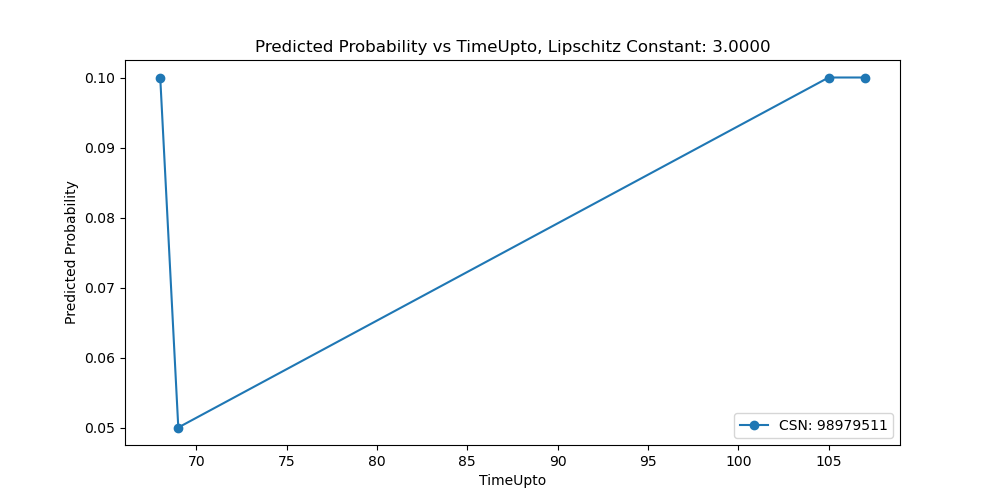 Predicted Probability vs TimeUpto, Lipschitz Constant: 3.0000
Predicted Probability
0.10
0.09
0.08
0.07
0.06
0.05
CSN: 98979511
70 75 80 85 90 95 100 105
TimeUpto